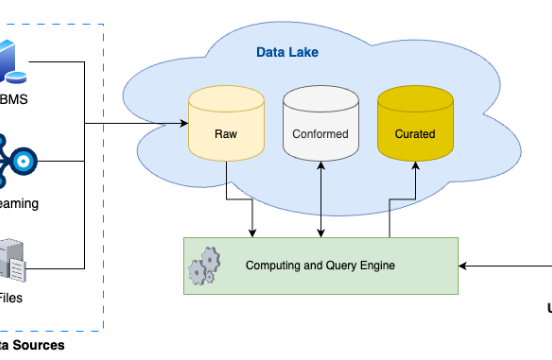 Data Lake
BMS
Raw
Conformed
Curated
eaming
Computing and Query Engine
Files
U
ta Sources